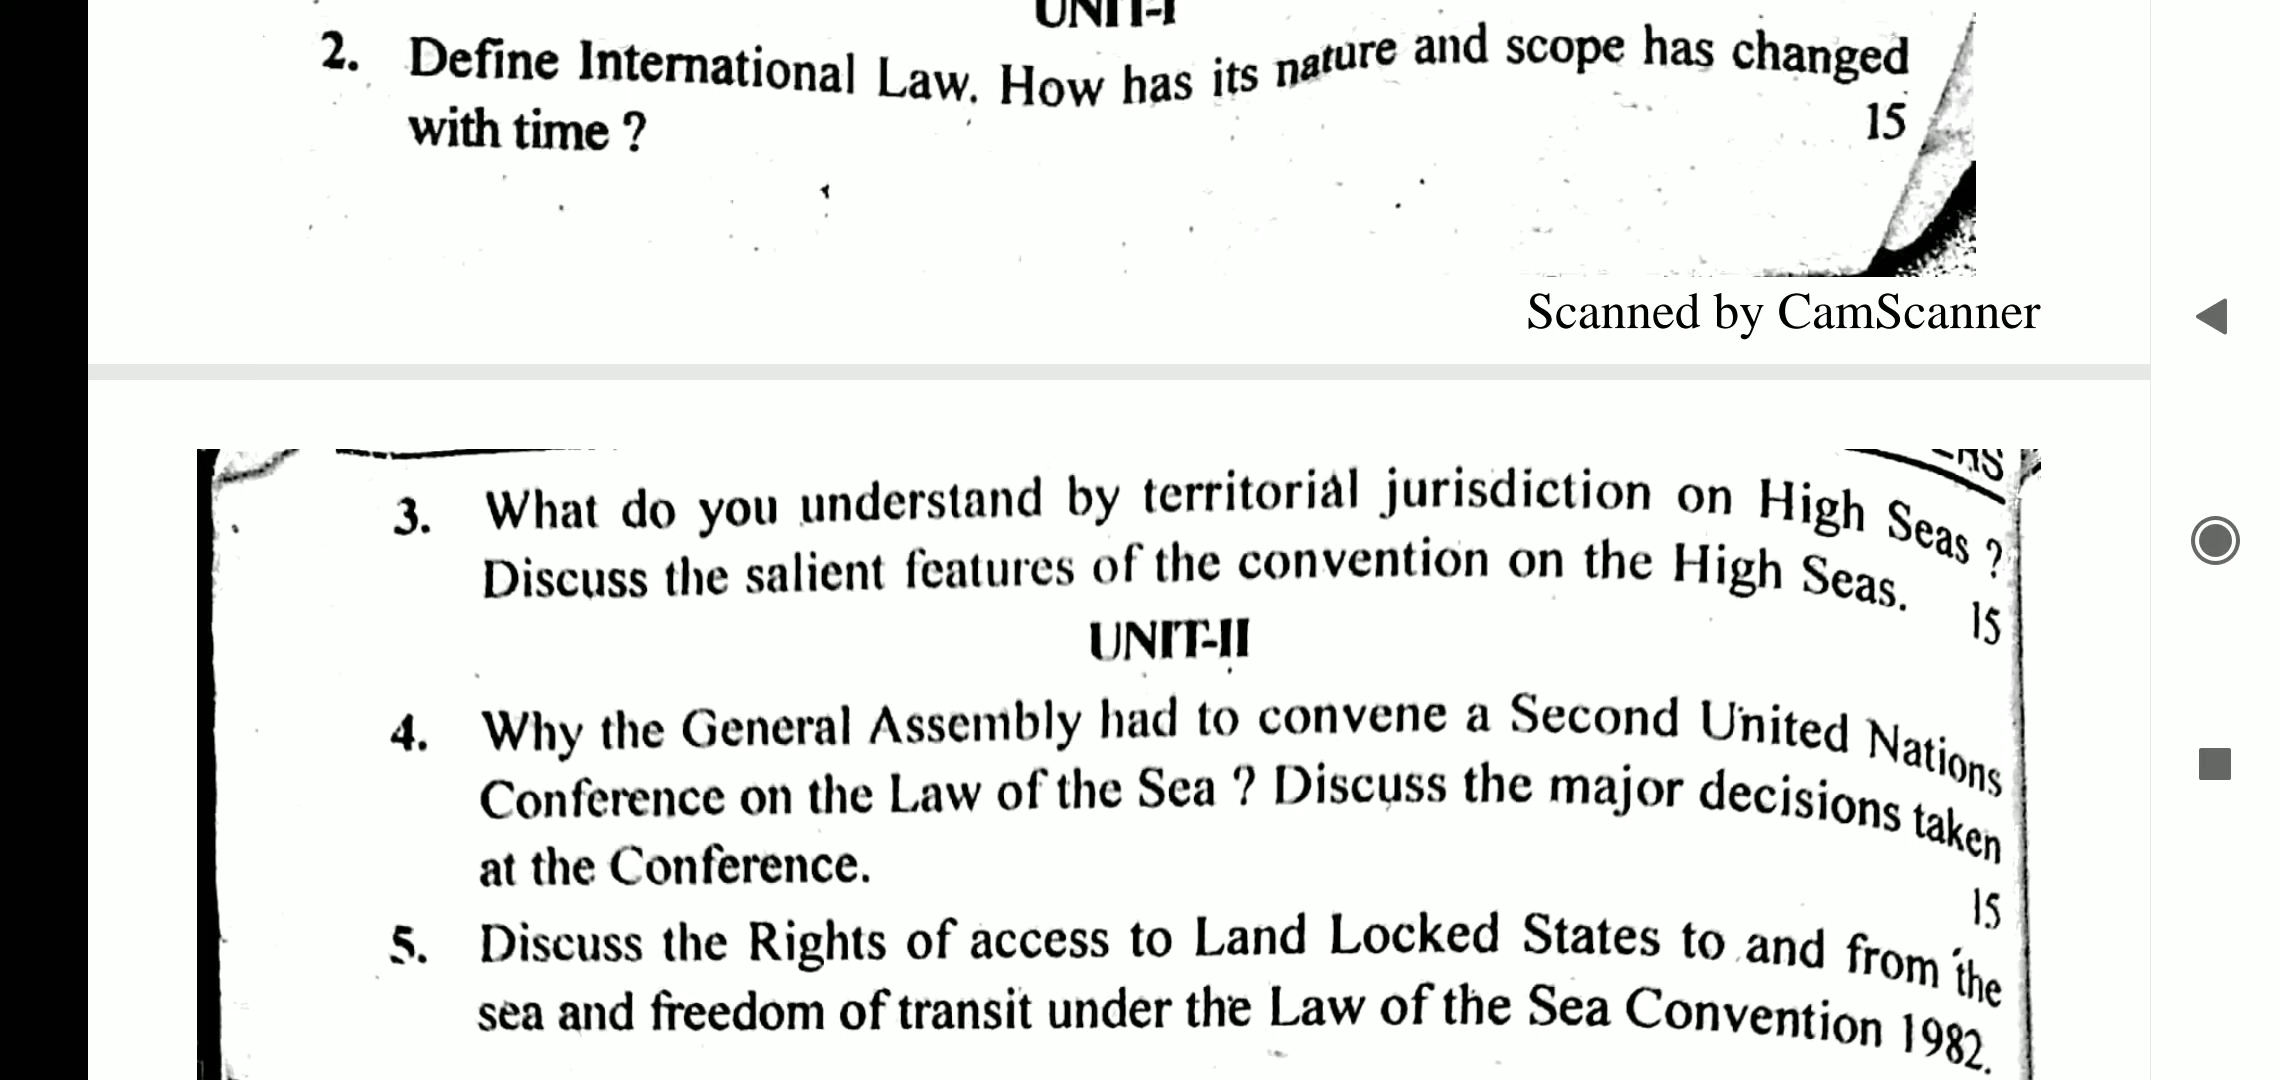 UNIT-I
2. Define International Law. How has its nature and scope has changed
with time ?
15
Scanned by CamScanner
3. What do you understand by territorial jurisdiction on High Seas ?
Discuss the salient features of the convention on the High Seas.
15
UNIT-II
4. Why the General Assembly had to convene a Second United Nations
Conference on the Law of the Sea ? Discuss the major decisions taken
at the Conference.
15
5. Discuss the Rights of access to Land Locked States to and from the
sea and freedom of transit under the Law of the Sea Convention 1982.